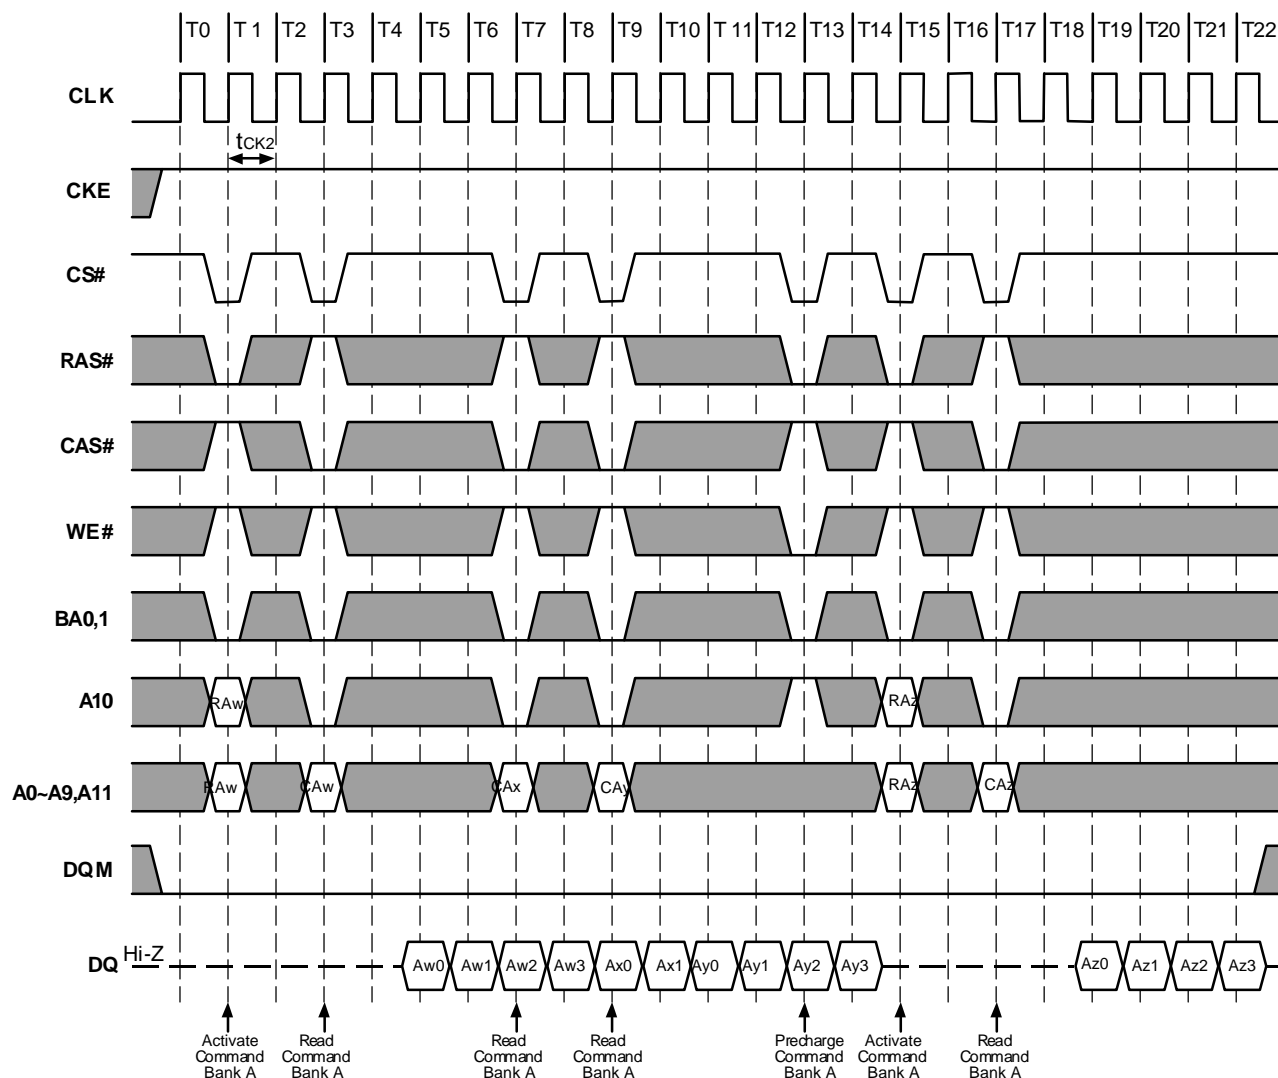 T0 T 1 T2 T3 T4 T5 T6 T7 T8 T9 T10 T 11 T12 T13 T14 T15 T16 T17 T18 T19 T20 T21 T22
CLK
tCK2
CKE
CS#
RAS#
CAS#
WE#
BA0,1
A10 RAw RAz
A0~A9,A11 RAw CAw CAx CAy RAz CAz
DQM
DQ Hi-Z Aw0 Aw1 Aw2 Aw3 Ax0 Ax1 Ay0 Ay1 Ay2 Ay3 Az0 Az1 Az2 Az3
Activate Read Read Read Precharge Activate Read
Command Command Command Command Command Command Command
Bank A Bank A Bank A Bank A Bank A Bank A Bank A